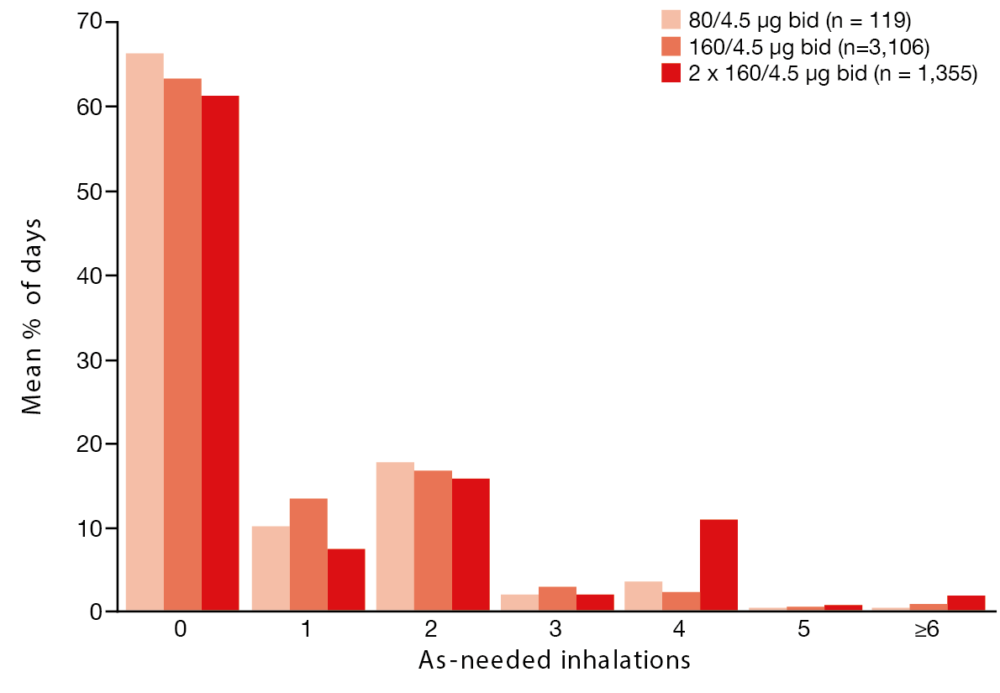 80/4.5 µg bid (n = 119)
160/4.5 µg bid (n=3,106)
2 x 160/4.5 µg bid (n = 1,355)
70
60
50
40
30
20
10
0
Mean % of days
0 1 2 3 4 5 ≥6
As-needed inhalations